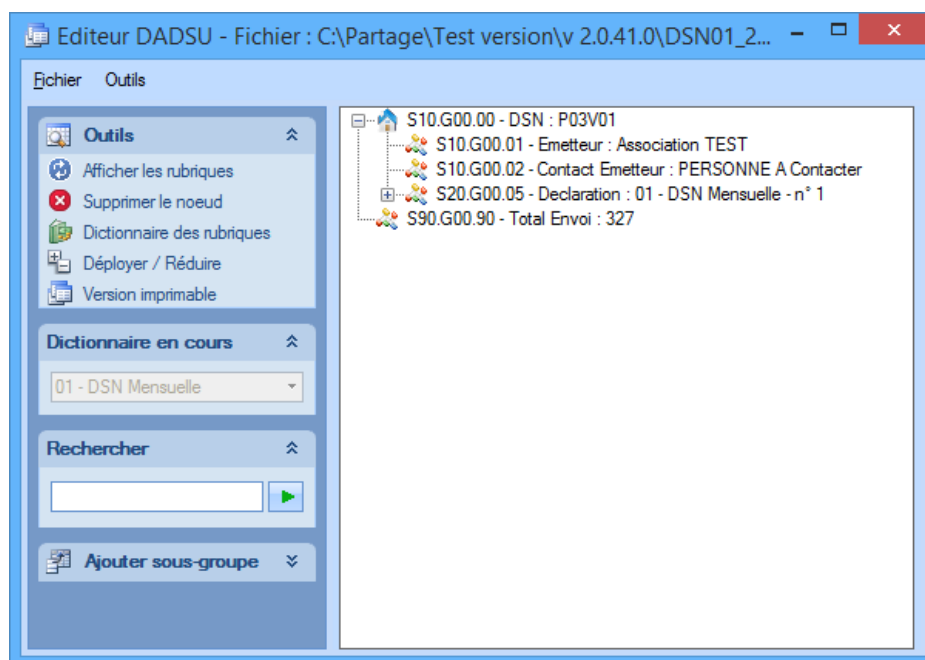 Editeur DADSU - Fichier : C:\Partage\Test version\v 2.0.41.0\DSN01_2...
Fichier Outils
Outils
Afficher les rubriques
Supprimer le noeud
Dictionnaire des rubriques
Déployer / Réduire
Version imprimable
Dictionnaire en cours
01 - DSN Mensuelle
Rechercher
Ajouter sous-groupe
S10.G00.00 - DSN : P03V01
S10.G00.01 - Emetteur : Association TEST
S10.G00.02 - Contact Emetteur : PERSONNE A Contacter
S20.G00.05 - Declaration : 01 - DSN Mensuelle - n° 1
S90.G00.90 - Total Envoi : 327